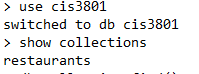 > use cis3801
switched to db cis3801
> show collections
restaurants